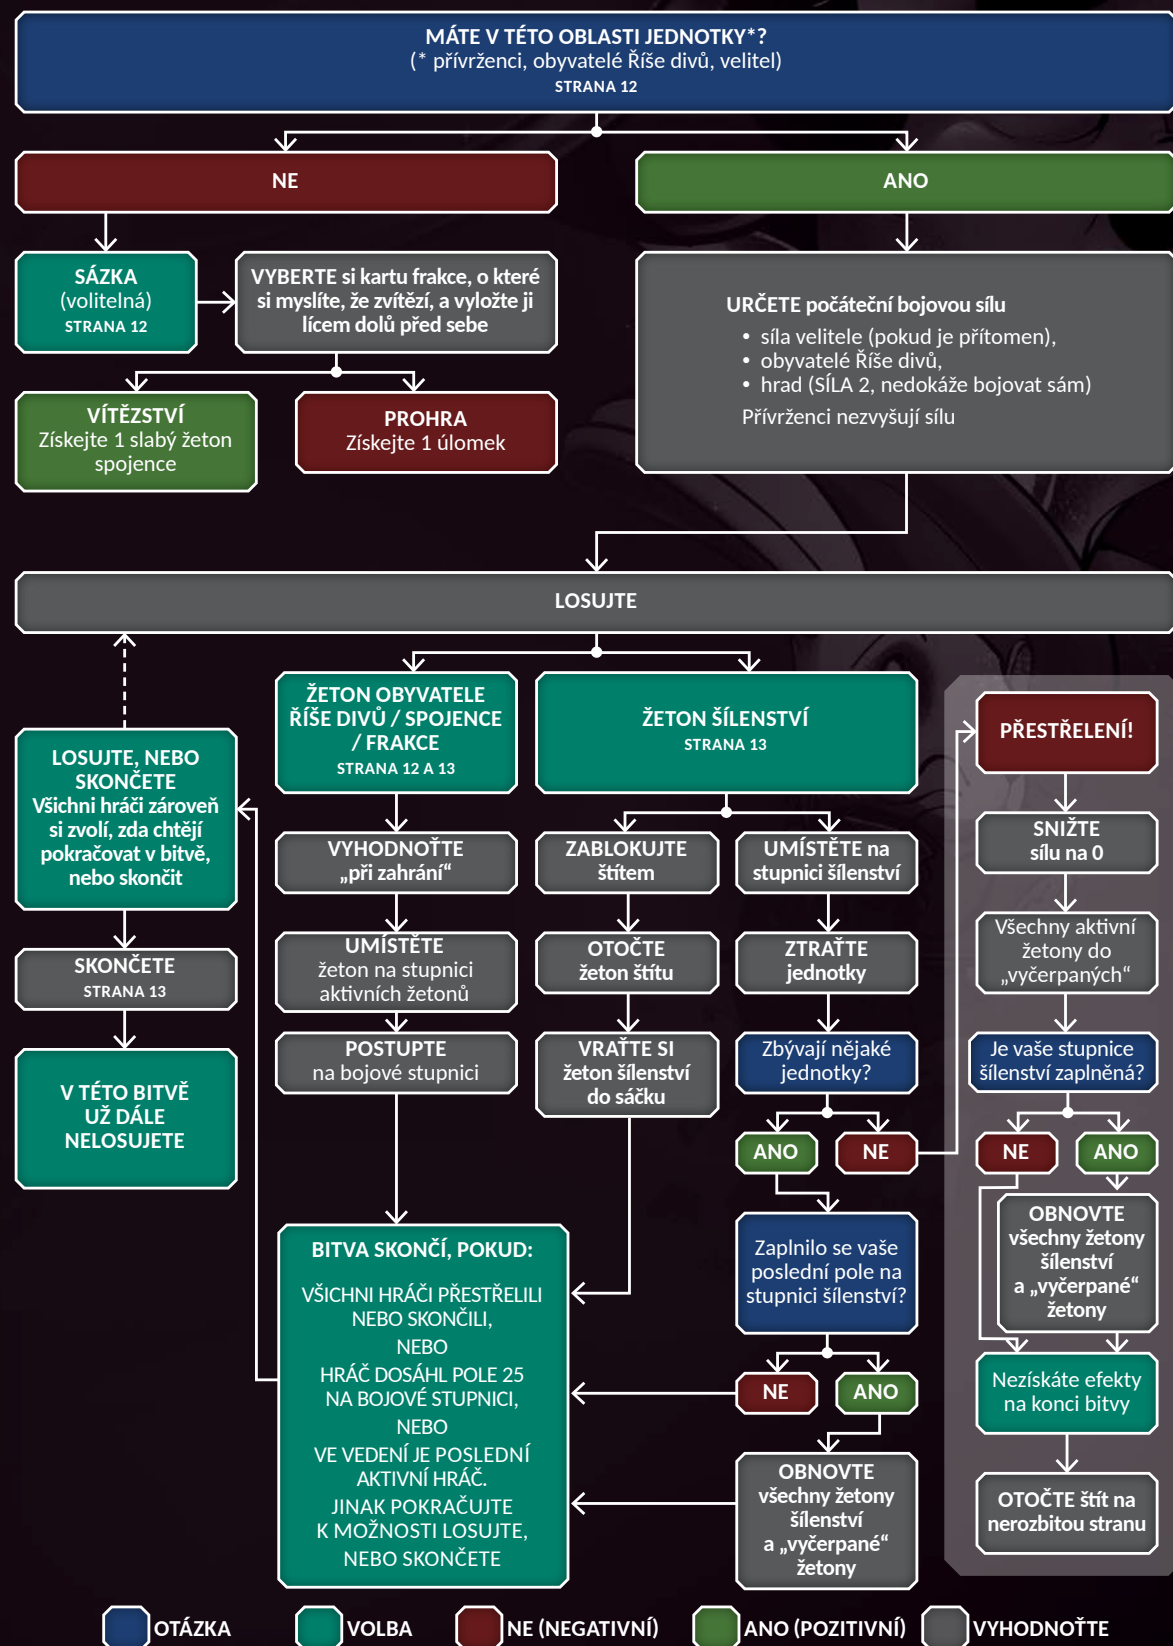 MÁTE V TÉTO OBLASTI JEDNOTKY*?
(* přívrženci, obyvatelé Říše divů, velitel)
STRANA 12
NE
ANO
SÁZKA
(volitelná)
STRANA 12
VYBERTE si kartu frakce, o které
si myslíte, že zvítězí, a vyložte ji
lícem dolů před sebe
VÍTĚZSTVÍ
Získejte 1 slabý žeton
spojence
PROHRA
Získejte 1 úlomek
URČETE počáteční bojovou sílu
• síla velitele (pokud je přítomen),
• obyvatelé Říše divů,
• hrad (SÍLA 2, nedokáže bojovat sám)
Přívrženci nezvyšují sílu
LOSUJTE
LOSUJTE, NEBO
SKONČETE
Všichni hráči zároveň
si zvolí, zda chtějí
pokračovat v bitvě,
nebo skončit
SKONČETE
STRANA 13
V TÉTO BITVĚ
UŽ DÁLE
NELOSUJETE
ŽETON OBYVATELE
ŘÍŠE DIVŮ / SPOJENCE
/ FRAKCE
STRANA 12 A 13
VYHODNOŤTE
„při zahrání“
UMÍSTĚTE
žeton na stupnici
aktivních žetonů
POSTUPTE
na bojové stupnici
ŽETON ŠÍLENSTVÍ
STRANA 13
ZABLOKUJTE
štítem
OTOČTE
žeton štítu
VRAŤTE SI
žeton šílenství
do sáčku
UMÍSTĚTE na
stupnici šílenství
ZTRAŤTE
jednotky
Zbývají nějaké
jednotky?
ANO
NE
Zaplnilo se vaše
poslední pole na
stupnici šílenství?
NE
ANO
OBNOVTE
všechny žetony
šílenství
a „vyčerpané“
žetony
BITVA SKONČÍ, POKUD:
VŠICHNI HRÁČI PŘESTŘELILI
NEBO SKONČILI,
NEBO
HRÁČ DOSÁHL POLE 25
NA BOJOVÉ STUPNICI,
NEBO
VE VEDENÍ JE POSLEDNÍ
AKTIVNÍ HRÁČ.
JINAK POKRAČUJTE
K MOŽNOSTI LOSUJTE,
NEBO SKONČETE
PŘESTŘELENÍ!
SNIŽTE
sílu na 0
Všechny aktivní
žetony do
„vyčerpaných“
Je vaše stupnice
šílenství zaplněná?
NE
ANO
OBNOVTE
všechny žetony
šílenství
a „vyčerpané“
žetony
Nezískáte efekty
na konci bitvy
OTOČTE štít na
nerozbitou stranu
OTÁZKA
VOLBA
NE (NEGATIVNÍ)
ANO (POZITIVNÍ)
VYHODNOŤTE